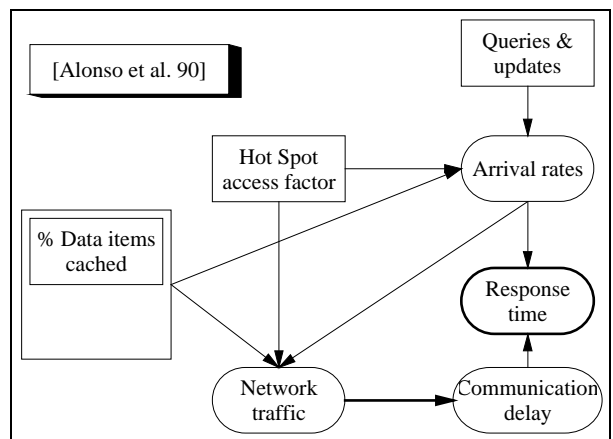 [Alonso et al. 90]
Queries &
updates
Hot Spot
access factor
Arrival rates
% Data items
cached
Response
time
Network
traffic
Communication
delay